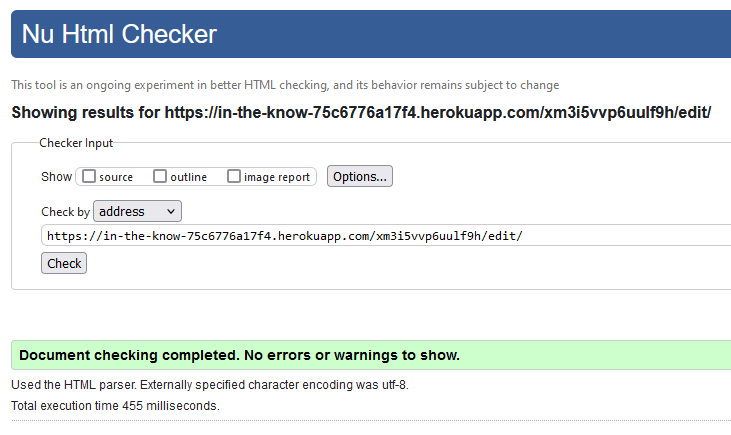 Nu Html Checker
This tool is an ongoing experiment in better HTML checking, and its behavior remains subject to change
Showing results for https://in-the-know-75c6776a17f4.herokuapp.com/xm3i5vvp6uulf9h/edit/
Checker Input
Show source outline image report Options...
Check by address
https://in-the-know-75c6776a17f4.herokuapp.com/xm3i5vvp6uulf9h/edit/
Check
Document checking completed. No errors or warnings to show.
Used the HTML parser. Externally specified character encoding was utf-8.
Total execution time 455 milliseconds.